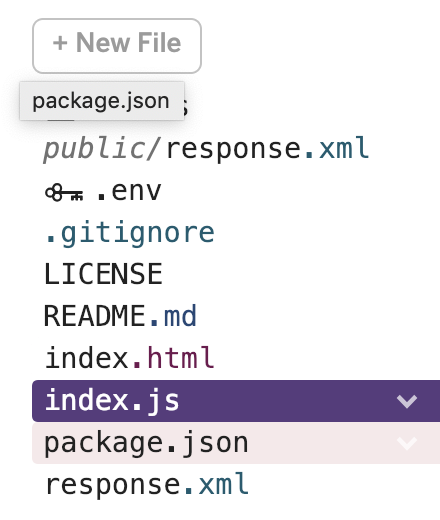 + New File
package.json
public/response.xml
.env
.gitignore
LICENSE
README.md
index.html
index.js
package.json
response.xml